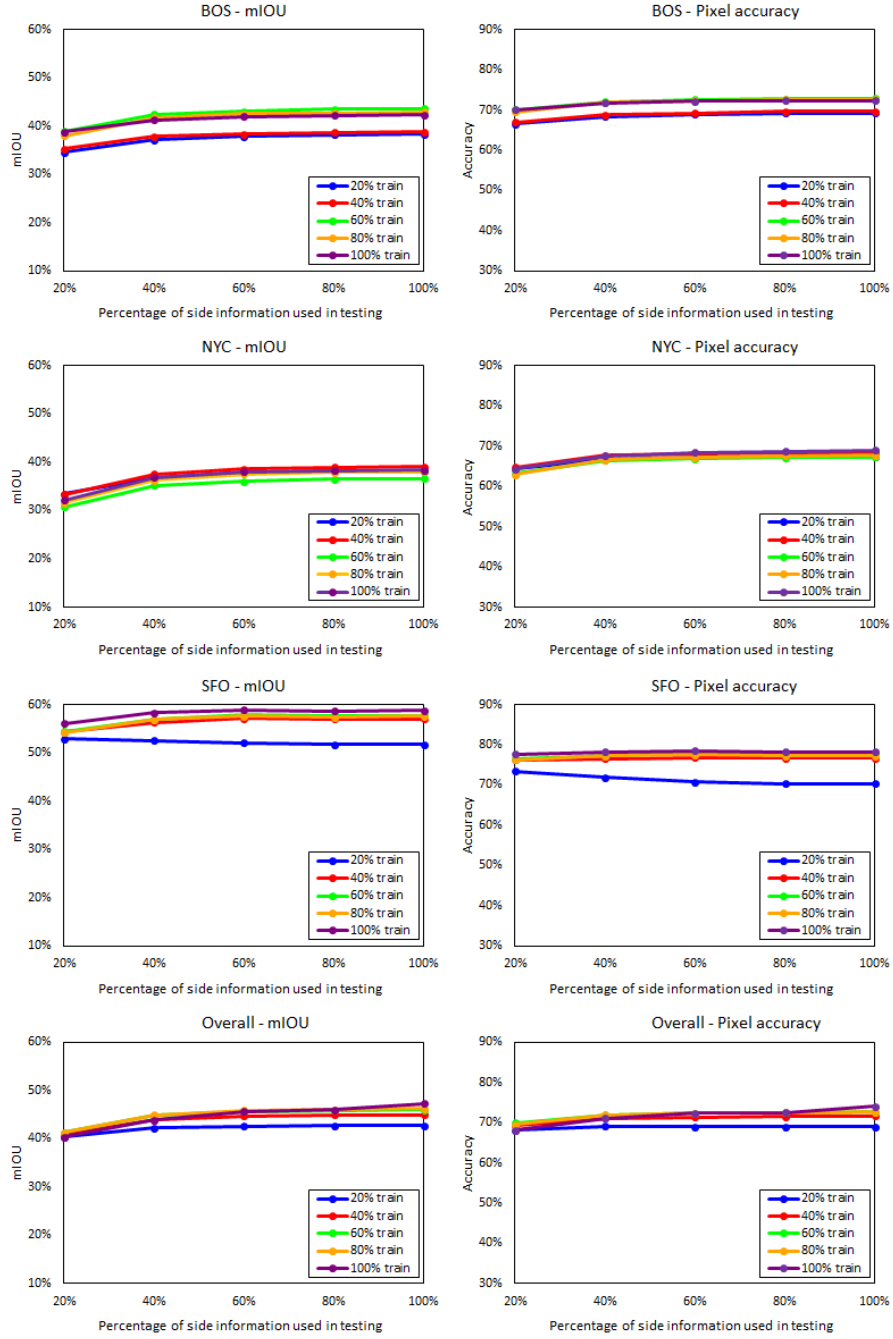 BOS - mIOU
60%
50%
40%
30%
20%
10%
mIOU
20% train
40% train
60% train
80% train
100% train
20% 40% 60% 80% 100%
Percentage of side information used in testing
BOS - Pixel accuracy
90%
80%
70%
60%
50%
40%
30%
Accuracy
20% train
40% train
60% train
80% train
100% train
20% 40% 60% 80% 100%
Percentage of side information used in testing
NYC - mIOU
60%
50%
40%
30%
20%
10%
mIOU
20% train
40% train
60% train
80% train
100% train
20% 40% 60% 80% 100%
Percentage of side information used in testing
NYC - Pixel accuracy
90%
80%
70%
60%
50%
40%
30%
Accuracy
20% train
40% train
60% train
80% train
100% train
20% 40% 60% 80% 100%
Percentage of side information used in testing
SFO - mIOU
60%
50%
40%
30%
20%
10%
mIOU
20% train
40% train
60% train
80% train
100% train
20% 40% 60% 80% 100%
Percentage of side information used in testing
SFO - Pixel accuracy
90%
80%
70%
60%
50%
40%
30%
Accuracy
20% train
40% train
60% train
80% train
100% train
20% 40% 60% 80% 100%
Percentage of side information used in testing
Overall - mIOU
60%
50%
40%
30%
20%
10%
mIOU
20% train
40% train
60% train
80% train
100% train
20% 40% 60% 80% 100%
Percentage of side information used in testing
Overall - Pixel accuracy
90%
80%
70%
60%
50%
40%
30%
Accuracy
20% train
40% train
60% train
80% train
100% train
20% 40% 60% 80% 100%
Percentage of side information used in testing